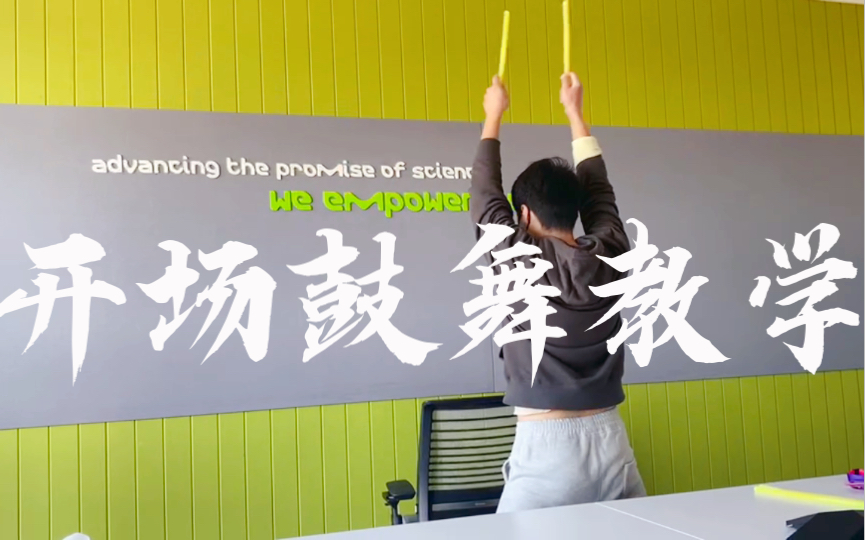 advancing the promise of scienc
we empower
开场鼓舞教学